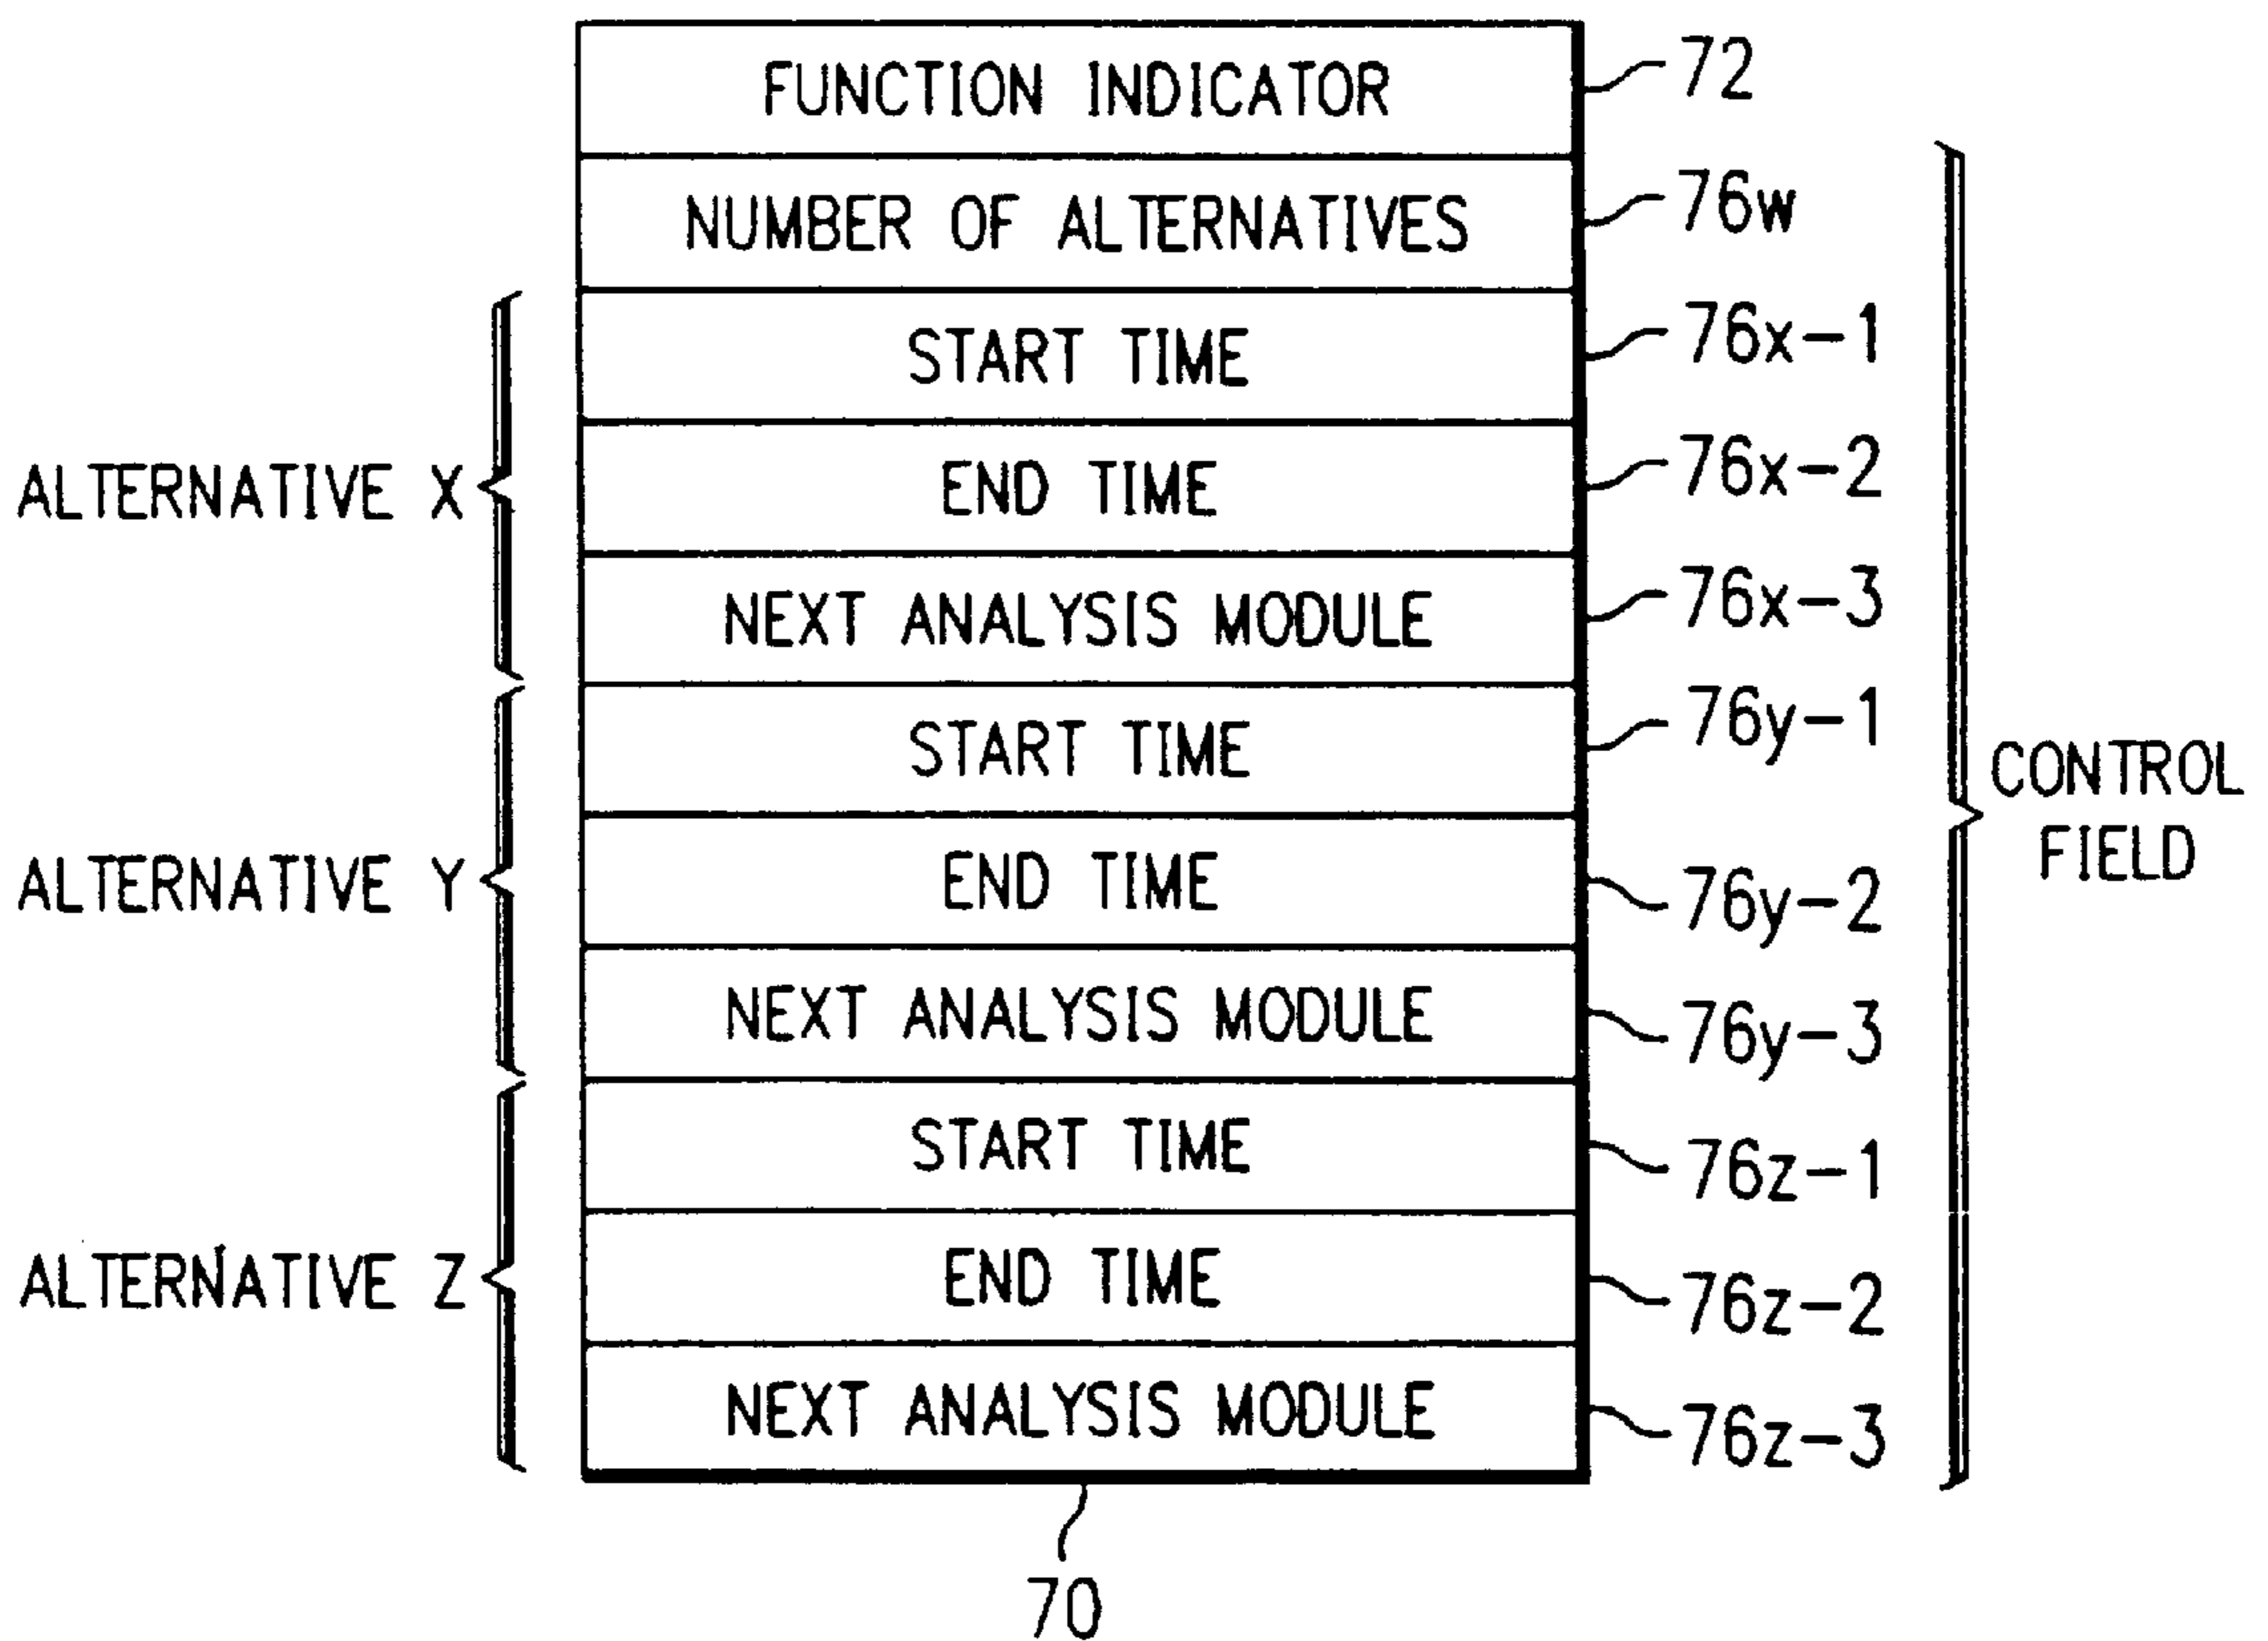 FUNCTION INDICATOR
72
NUMBER OF ALTERNATIVES
76w
START TIME
76x-1
ALTERNATIVE X
END TIME
76x-2
NEXT ANALYSIS MODULE
76x-3
START TIME
76y-1
CONTROL
FIELD
ALTERNATIVE Y
END TIME
76y-2
NEXT ANALYSIS MODULE
76y-3
START TIME
76z-1
ALTERNATIVE Z
END TIME
76z-2
NEXT ANALYSIS MODULE
76z-3
70